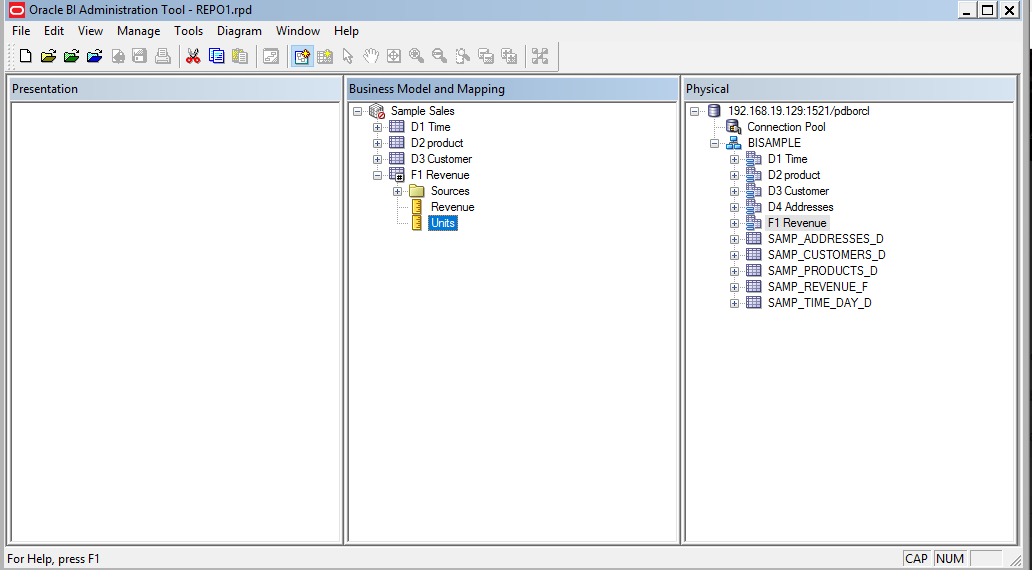 Oracle BI Administration Tool - REPO1.rpd
File Edit View Manage Tools Diagram Window Help
Presentation
Business Model and Mapping
Sample Sales
D1 Time
D2 product
D3 Customer
F1 Revenue
Sources
Revenue
Units
Physical
192.168.19.129:1521/pdborcl
Connection Pool
BISAMPLE
D1 Time
D2 product
D3 Customer
D4 Addresses
F1 Revenue
SAMP_ADDRESSES_D
SAMP_CUSTOMERS_D
SAMP_PRODUCTS_D
SAMP_REVENUE_F
SAMP_TIME_DAY_D
For Help, press F1
CAP NUM